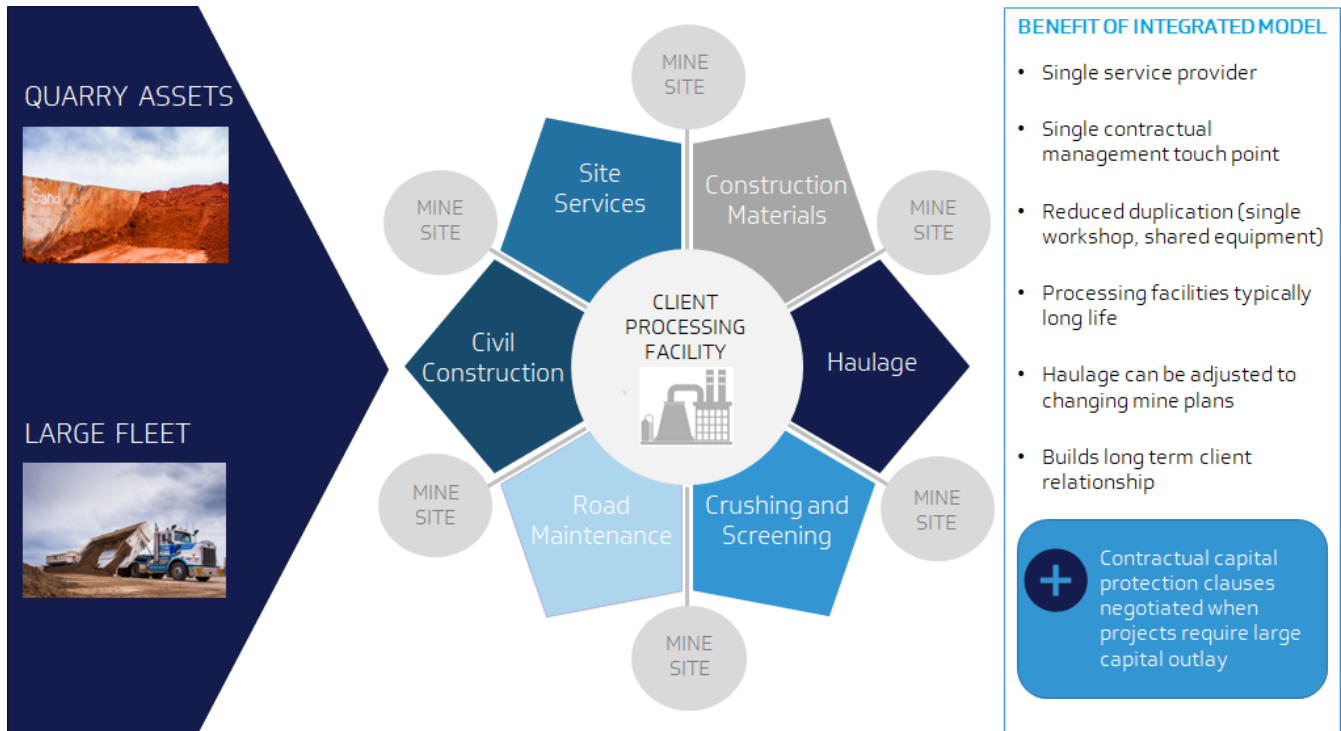 QUARRY ASSETS
Sand
LARGE FLEET
MINE
SITE
Site
Services
Construction
Materials
MINE
SITE
MINE
SITE
CLIENT
PROCESSING
FACILITY
Civil
Construction
Haulage
MINE
SITE
MINE
SITE
Road
Maintenance
Crushing and
Screening
MINE
SITE
BENEFIT OF INTEGRATED MODEL
• Single service provider
• Single contractual
management touch point
• Reduced duplication (single
workshop, shared equipment)
• Processing facilities typically
long life
• Haulage can be adjusted to
changing mine plans
• Builds long term client
relationship
+
Contractual capital
protection clauses
negotiated when
projects require large
capital outlay